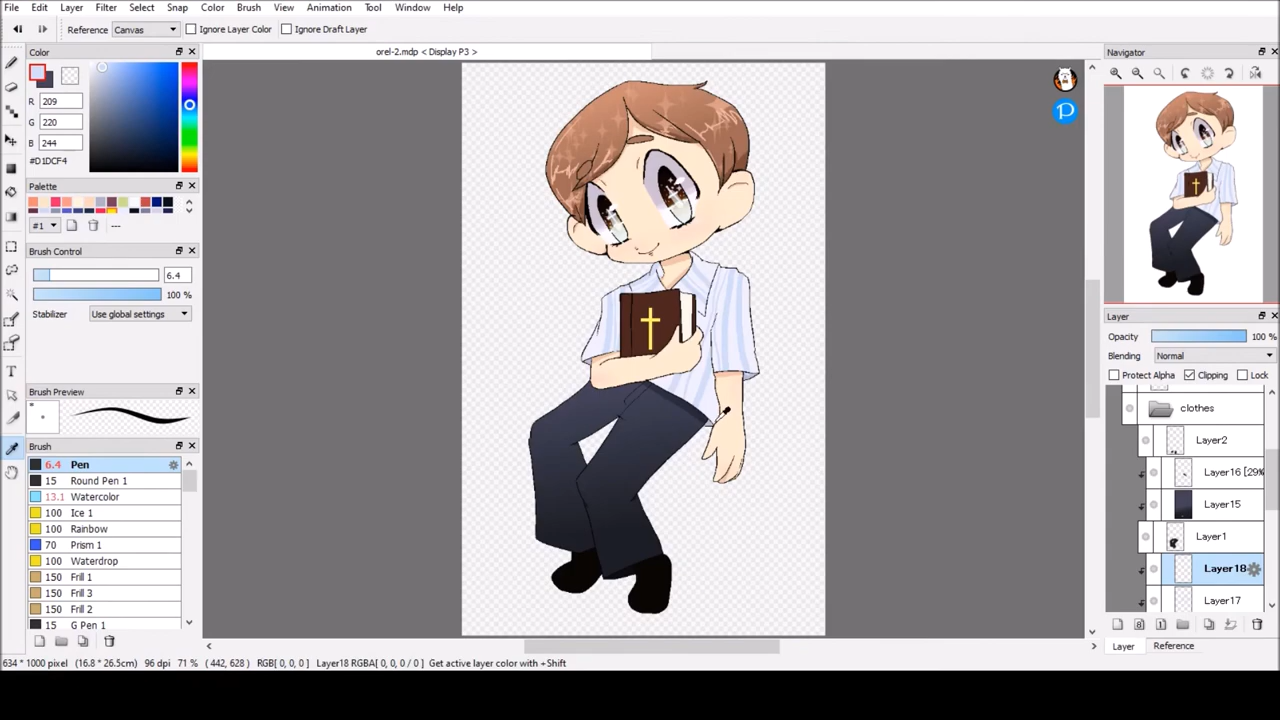 File Edit Layer Filter Select Snap Color Brush View Animation Tool Window Help
Reference Canvas Ignore Layer Color Ignore Draft Layer
orel-2.mdp < Display P3 >
Color
R 209
G 220
B 244
#D1DCF4
Palette
#1 ---
Brush Control
6.4
100 %
Stabilizer Use global settings
Brush Preview
Brush
6.4 Pen
15 Round Pen 1
13.1 Watercolor
100 Ice 1
100 Rainbow
70 Prism 1
100 Waterdrop
150 Frill 1
150 Frill 3
150 Frill 2
15 G Pen 1
Navigator
Layer
Opacity 100 %
Blending Normal
Protect Alpha Clipping Lock
clothes
Layer2
Layer16 [29%
Layer15
Layer1
Layer18
Layer17
Layer Reference
634 * 1000 pixel (16.8 * 26.5cm) 96 dpi 71 % ( 442, 628 ) RGB[ 0, 0, 0 ] Layer18 RGBA[ 0, 0, 0 / 0 ] Get active layer color with +Shift